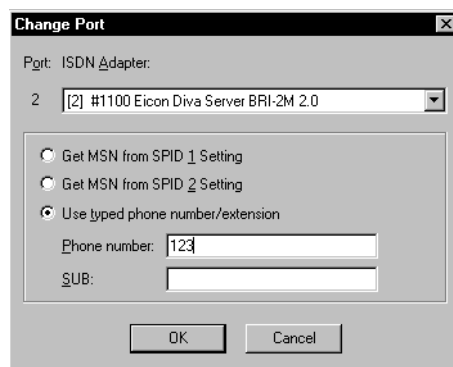 Change Port
Port: ISDN Adapter:
2 [2] #1100 Eicon Diva Server BRI-2M 2.0
Get MSN from SPID 1 Setting
Get MSN from SPID 2 Setting
Use typed phone number/extension
Phone number: 123
SUB:
OK Cancel